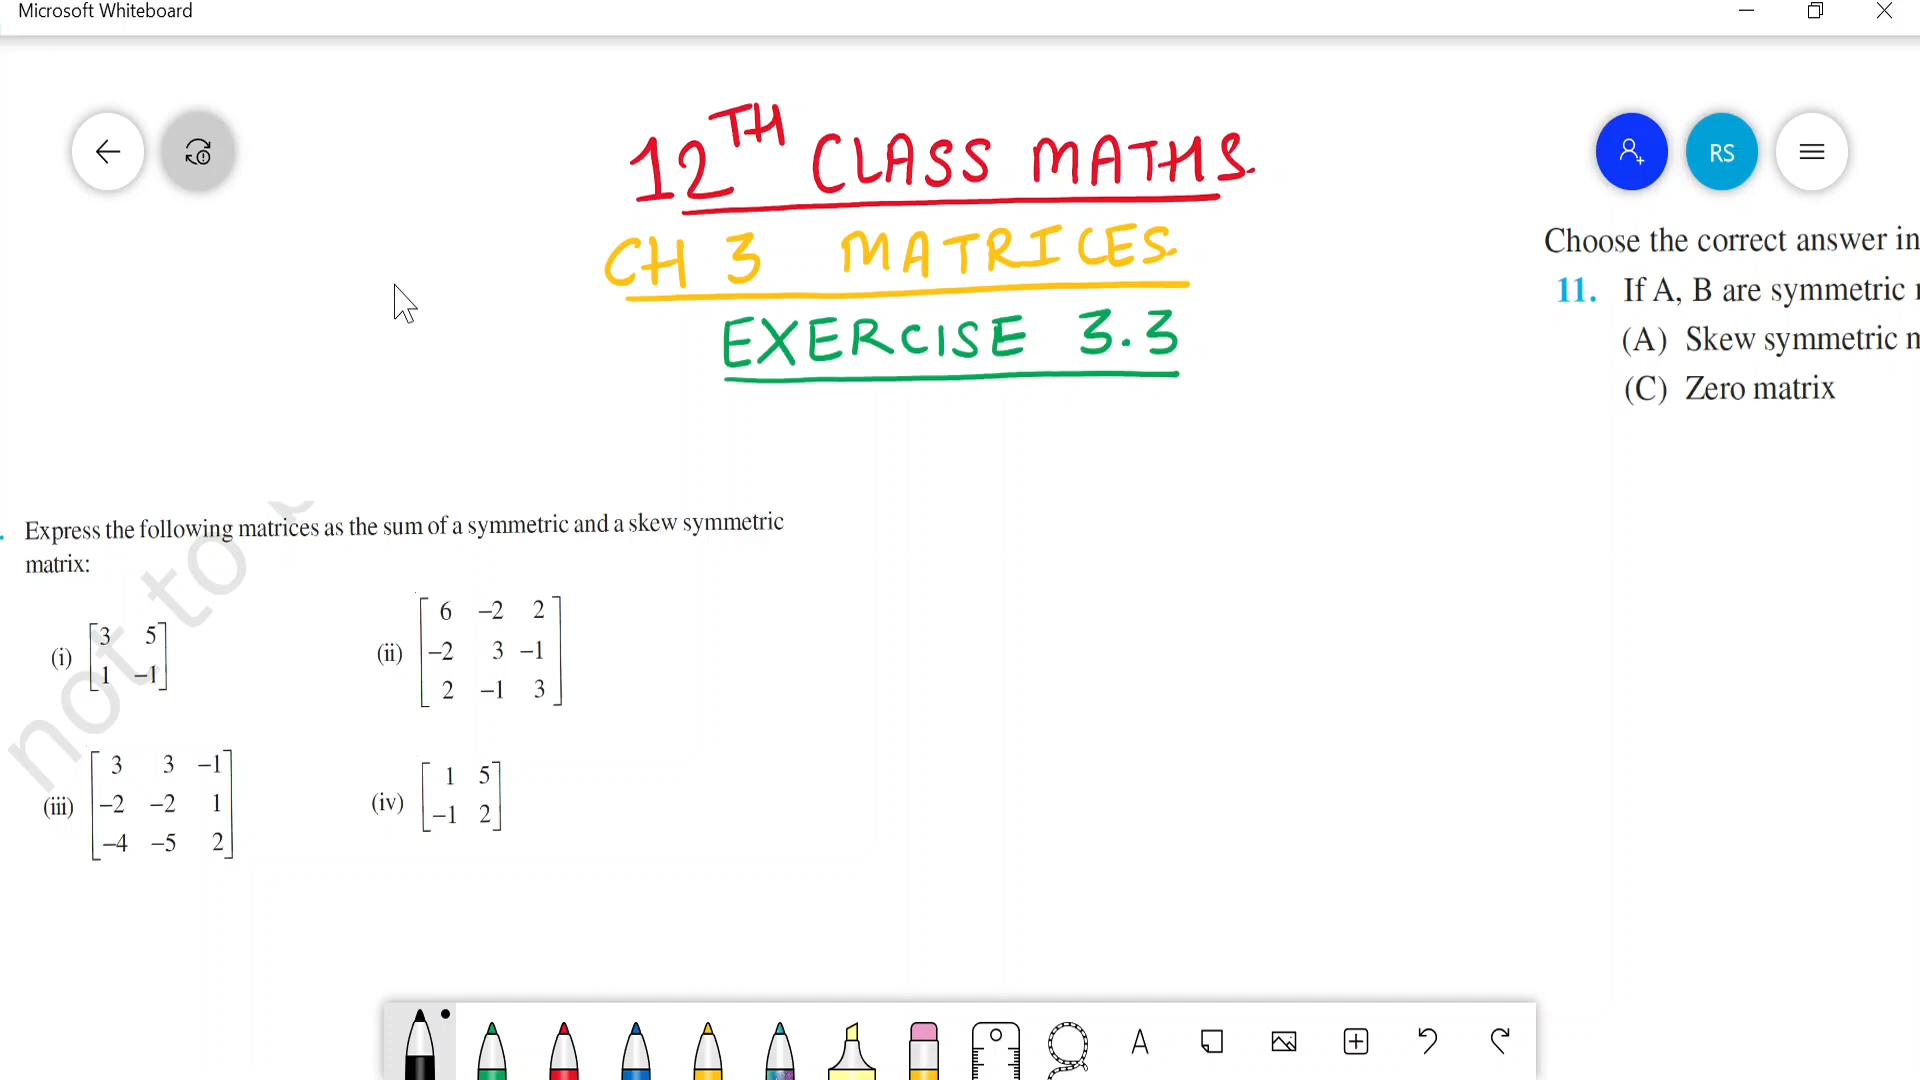 Microsoft Whiteboard
12TH CLASS MATHS.
CH 3 MATRICES.
EXERCISE 3.3
RS
Choose the correct answer in
11. If A, B are symmetric
(A) Skew symmetric
(C) Zero matrix
Express the following matrices as the sum of a symmetric and a skew symmetric
matrix:
(i) [3 5
1 −1]
(ii) [6 −2 2
−2 3 −1
2 −1 3]
(iii) [3 3 −1
−2 −2 1
−4 −5 2]
(iv) [1 5
−1 2]
not to
A